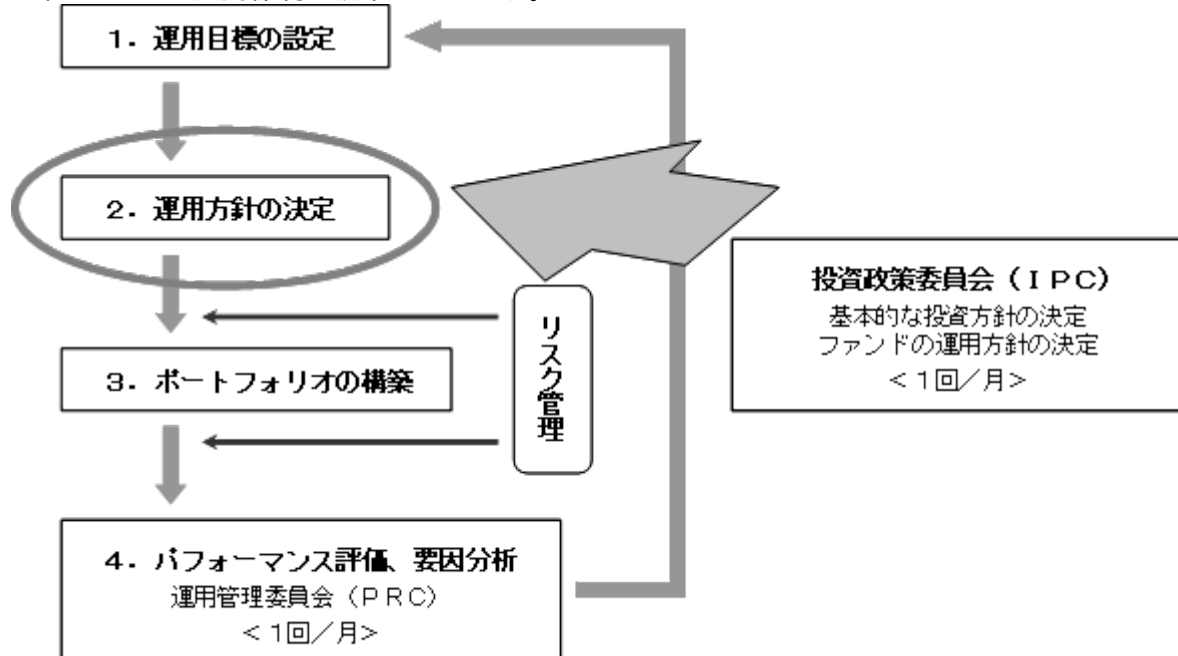 1．運用目標の設定
2．運用方針の決定
投資政策委員会（ＩＰＣ）
基本的な投資方針の決定
ファンドの運用方針の決定
＜１回／月＞
リスク管理
3．ポートフォリオの構築
4．パフォーマンス評価、要因分析
運用管理委員会（ＰＲＣ）
＜１回／月＞